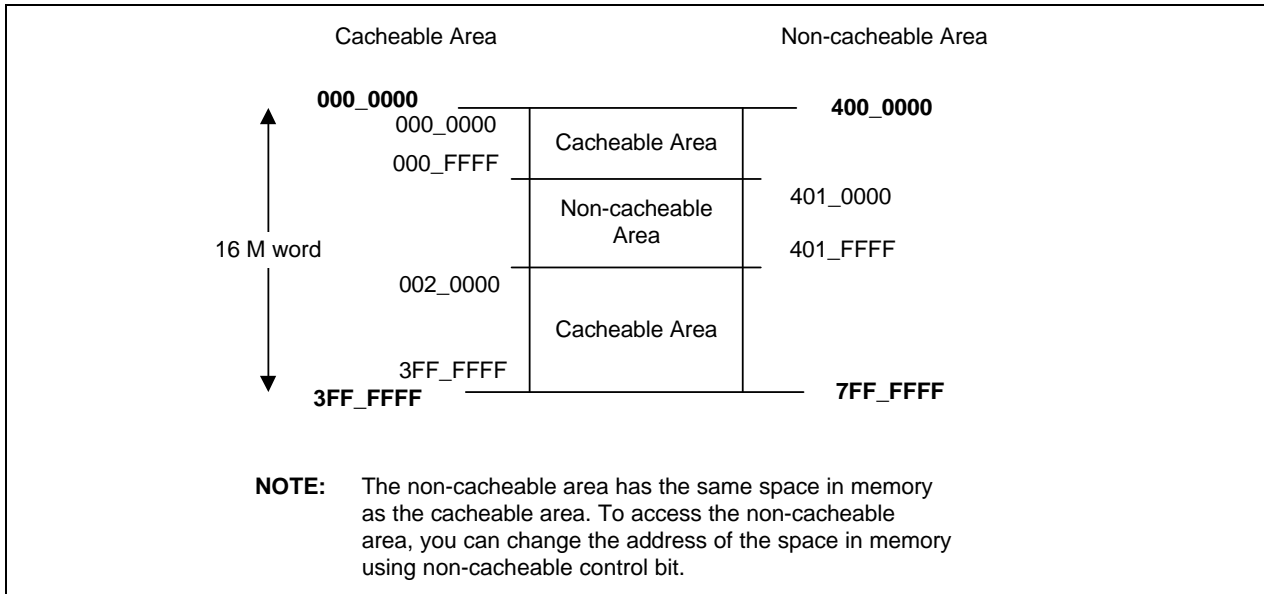 Cacheable Area
Non-cacheable Area
000_0000
400_0000
000_0000
Cacheable Area
000_FFFF
401_0000
Non-cacheable
Area
16 M word
401_FFFF
002_0000
Cacheable Area
3FF_FFFF
3FF_FFFF
7FF_FFFF
NOTE: The non-cacheable area has the same space in memory
as the cacheable area. To access the non-cacheable
area, you can change the address of the space in memory
using non-cacheable control bit.